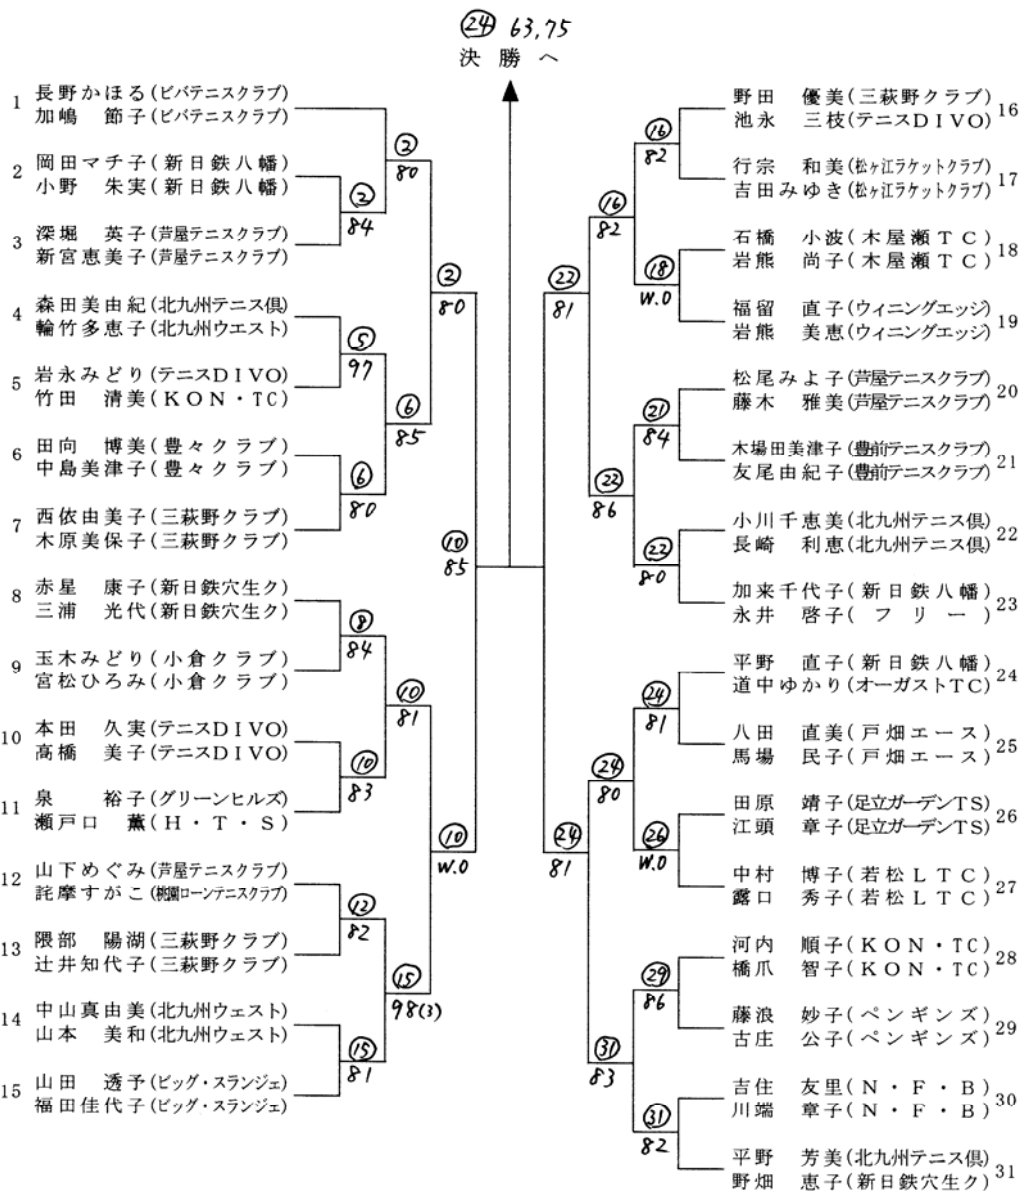 ㉔ 63,75
決 勝 へ
1 長野かほる(ビバテニスクラブ)
加嶋 節子(ビバテニスクラブ)
2 岡田マチ子(新日鉄八幡)
小野 朱実(新日鉄八幡)
3 深堀 英子(芦屋テニスクラブ)
新宮恵美子(芦屋テニスクラブ)
4 森田美由紀(北九州テニス倶)
輪竹多恵子(北九州ウエスト)
5 岩永みどり(テニスDIVO)
竹田 清美(KON・TC)
6 田向 博美(豊々クラブ)
中島美津子(豊々クラブ)
7 西依由美子(三萩野クラブ)
木原美保子(三萩野クラブ)
8 赤星 康子(新日鉄穴生ク)
三浦 光代(新日鉄穴生ク)
9 玉木みどり(小倉クラブ)
宮松ひろみ(小倉クラブ)
10 本田 久実(テニスDIVO)
高橋 美子(テニスDIVO)
11 泉 裕子(グリーンヒルズ)
瀬戸口 薫(H・T・S)
12 山下めぐみ(芦屋テニスクラブ)
詫摩すがこ(桃園ローンテニスクラブ)
13 隈部 陽湖(三萩野クラブ)
辻井知代子(三萩野クラブ)
14 中山真由美(北九州ウェスト)
山本 美和(北九州ウェスト)
15 山田 透予(ビッグ・スランジェ)
福田佳代子(ビッグ・スランジェ)
② 84
⑤ 97
⑥ 80
⑧ 84
⑩ 83
⑫ 82
⑮ 81
② 80
⑥ 85
⑩ 81
⑮ 98(3)
② 80
⑩ W.0
⑩ 85
㉒ 81
㉔ 81
⑯ 82
㉒ 86
㉔ 80
㉛ 83
⑯ 82
⑱ W.0
㉑ 84
㉒ 80
㉔ 81
㉖ W.0
㉙ 86
㉛ 82
野田 優美(三萩野クラブ) 16
池永 三枝(テニスDIVO)
行宗 和美(松ヶ江ラケットクラブ) 17
吉田みゆき(松ヶ江ラケットクラブ)
石橋 小波(木屋瀬TC) 18
岩熊 尚子(木屋瀬TC)
福留 直子(ウィニングエッジ) 19
岩熊 美恵(ウィニングエッジ)
松尾みよ子(芦屋テニスクラブ) 20
藤木 雅美(芦屋テニスクラブ)
木場田美津子(豊前テニスクラブ) 21
友尾由紀子(豊前テニスクラブ)
小川千恵美(北九州テニス倶) 22
長崎 利恵(北九州テニス倶)
加来千代子(新日鉄八幡) 23
永井 啓子(フリー)
平野 直子(新日鉄八幡) 24
道中ゆかり(オーガストTC)
八田 直美(戸畑エース) 25
馬場 民子(戸畑エース)
田原 靖子(足立ガーデンTS) 26
江頭 章子(足立ガーデンTS)
中村 博子(若松LTC) 27
露口 秀子(若松LTC)
河内 順子(KON・TC) 28
橋爪 智子(KON・TC)
藤浪 妙子(ペンギンズ) 29
古庄 公子(ペンギンズ)
吉住 友里(N・F・B) 30
川端 章子(N・F・B)
平野 芳美(北九州テニス倶) 31
野畑 恵子(新日鉄穴生ク)